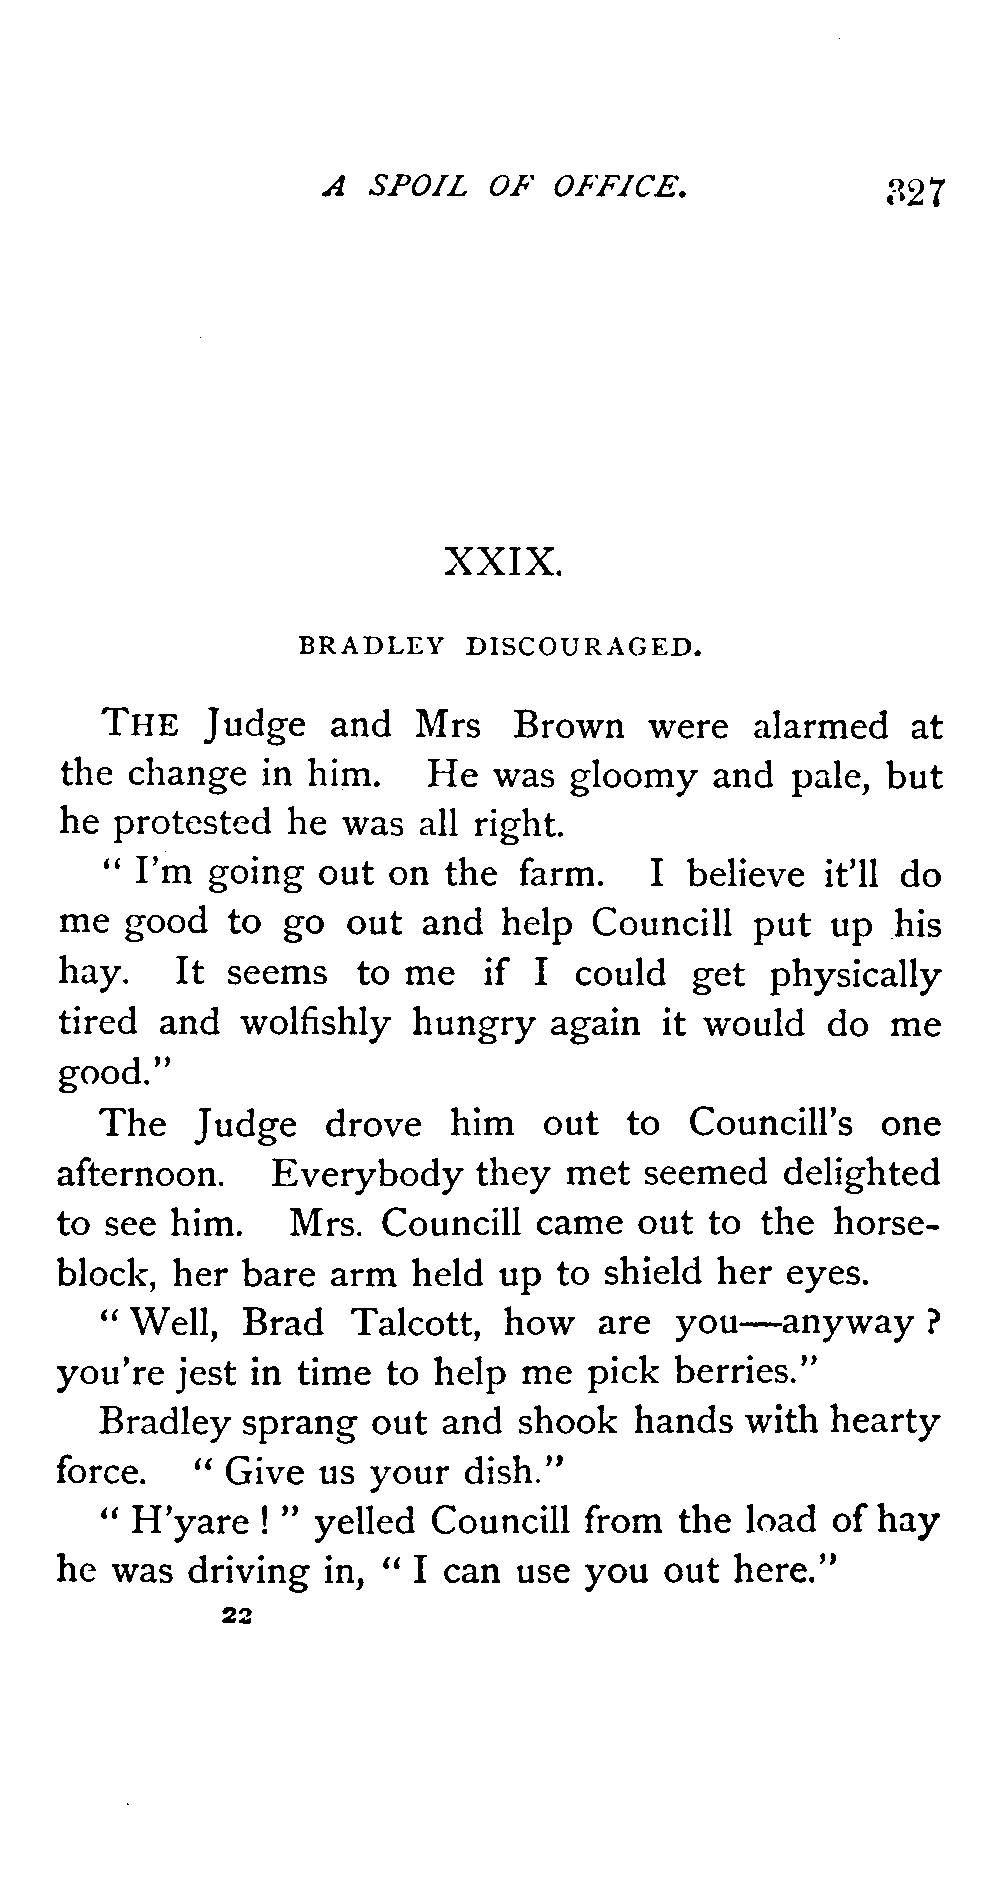 A SPOIL OF OFFICE. 327
XXIX.
BRADLEY DISCOURAGED.
THE Judge and Mrs Brown were alarmed at
the change in him. He was gloomy and pale, but
he protested he was all right.
“ I’m going out on the farm. I believe it’ll do
me good to go out and help Councill put up his
hay. It seems to me if I could get physically
tired and wolfishly hungry again it would do me
good.”
The Judge drove him out to Councill’s one
afternoon. Everybody they met seemed delighted
to see him. Mrs. Councill came out to the horse-
block, her bare arm held up to shield her eyes.
“ Well, Brad Talcott, how are you—anyway ?
you’re jest in time to help me pick berries.”
Bradley sprang out and shook hands with hearty
force. “ Give us your dish.”
“ H’yare ! ” yelled Councill from the load of hay
he was driving in, “ I can use you out here.”
22